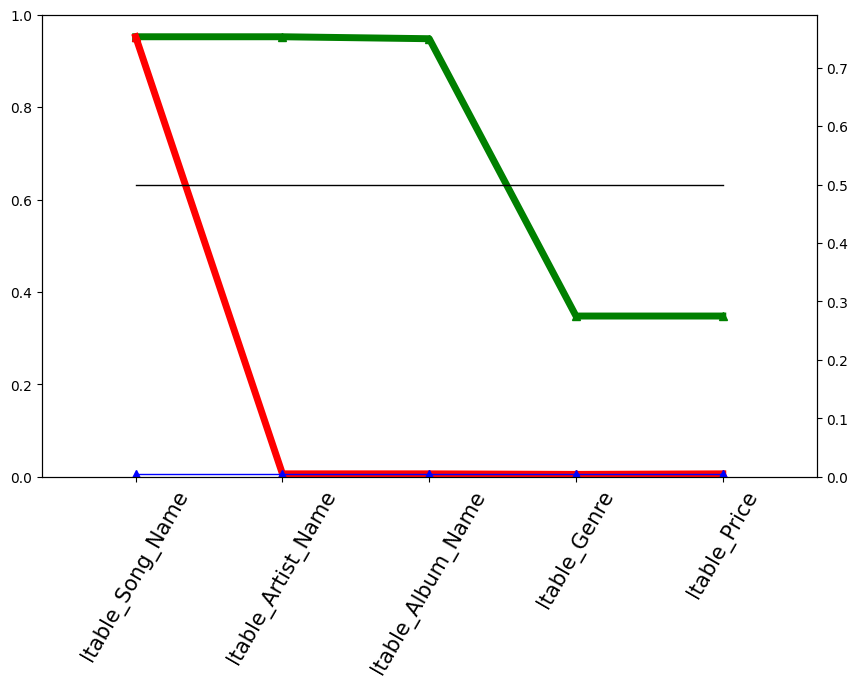 1.0
0.8
0.6
0.4
0.2
0.0
0.7
0.6
0.5
0.4
0.3
0.2
0.1
0.0
ltable_Song_Name
ltable_Artist_Name
ltable_Album_Name
ltable_Genre
ltable_Price